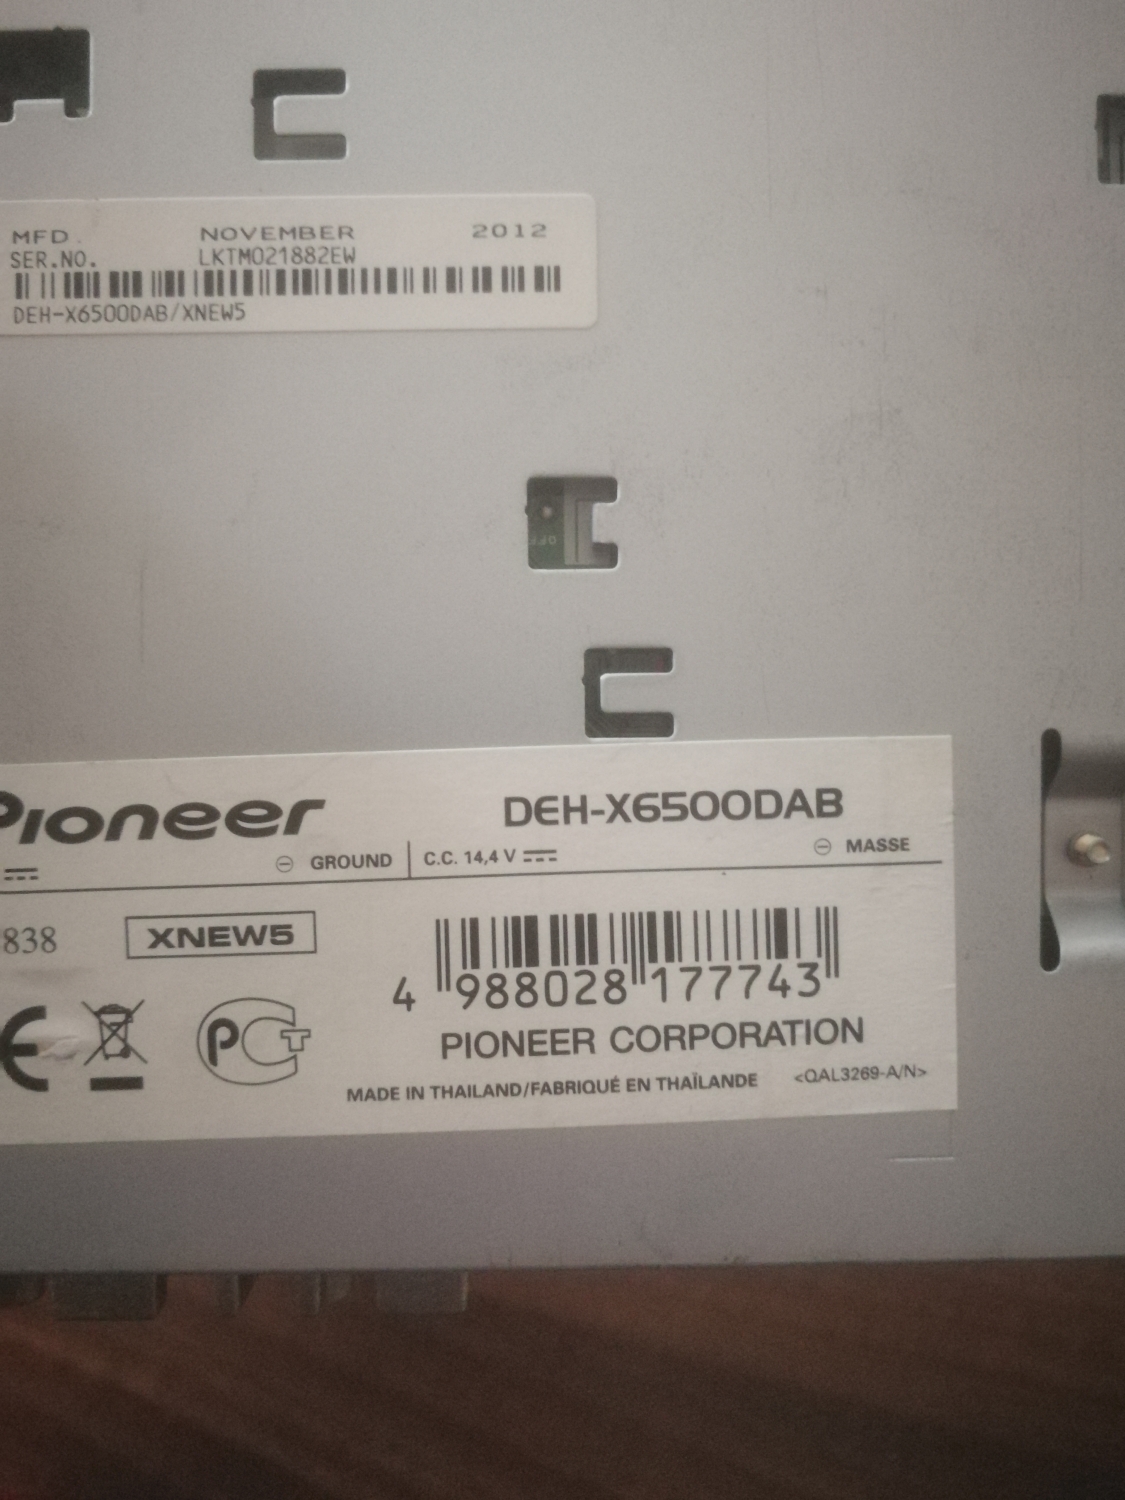 MFD. NOVEMBER 2012
SER.NO. LKTM021882EW
DEH-X6500DAB/XNEW5
OFF
Pioneer DEH-X6500DAB
GROUND C.C. 14,4 V MASSE
838 XNEW5
4 988028 177743
PIONEER CORPORATION
MADE IN THAILAND/FABRIQUÉ EN THAÏLANDE <QAL3269-A/N>